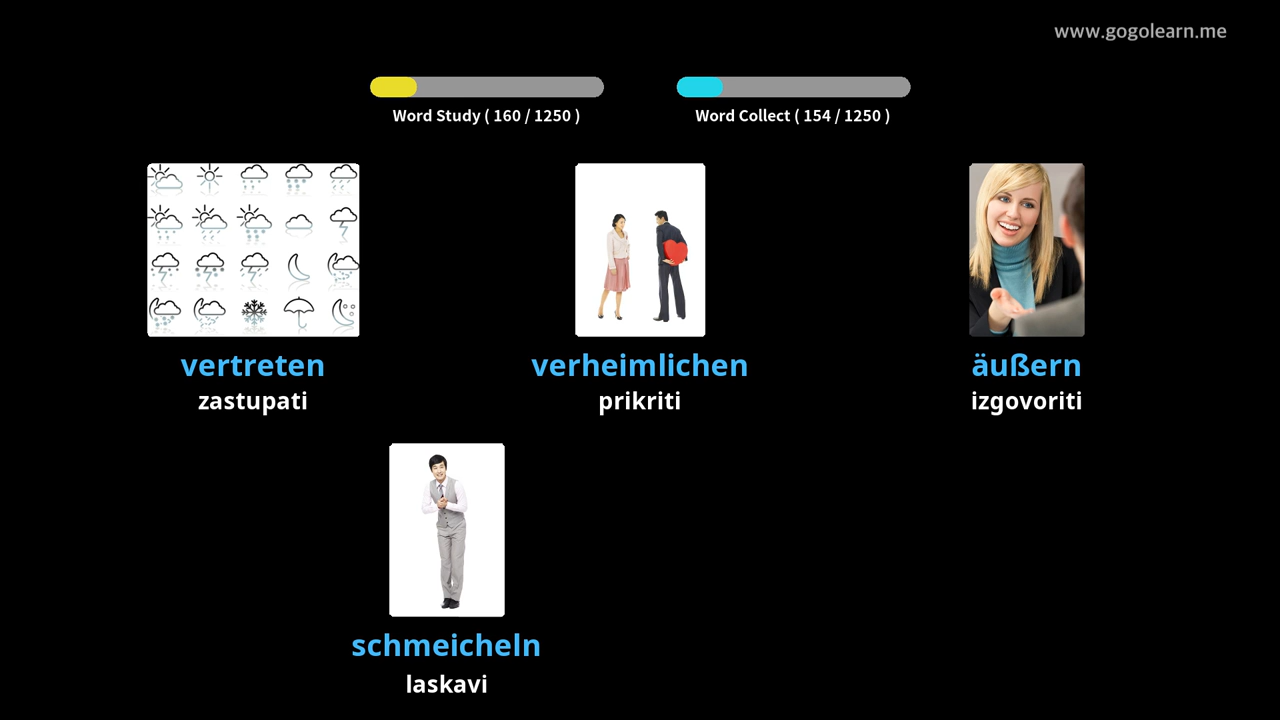 www.gogolearn.me
Word Study ( 160 / 1250 )
Word Collect ( 154 / 1250 )
vertreten
zastupati
verheimlichen
prikriti
äußern
izgovoriti
schmeicheln
laskavi